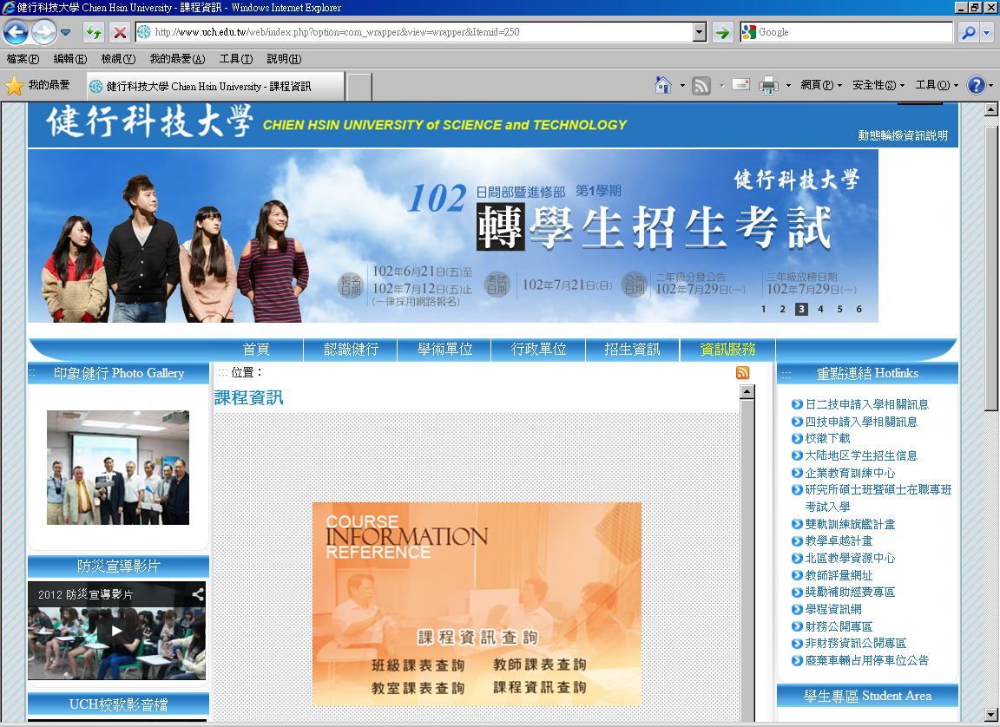 健行科技大學 Chien Hsin University - 課程資訊 - Windows Internet Explorer
http://www.uch.edu.tw/web/index.php?option=com_wrapper&view=wrapper&Itemid=250
Google
檔案(F) 編輯(E) 檢視(V) 我的最愛(A) 工具(T) 說明(H)
我的最愛
健行科技大學 Chien Hsin University - 課程資訊
網頁(P) 安全性(S) 工具(O)
健行科技大學 CHIEN HSIN UNIVERSITY of SCIENCE and TECHNOLOGY
動態輪撥資訊說明
健行科技大學
102 日間部暨進修部 第1學期
轉學生招生考試
報名日期
102年6月21日(五)至
102年7月12日(五)止
(一律採用網路報名)
考試日期
102年7月21日(日)
公告日期
二年級分發公告
102年7月29日(一)
三年級放榜日期
102年7月29日(一)
1 2 3 4 5 6
首頁 認識健行 學術單位 行政單位 招生資訊 資訊服務
:: 印象健行 Photo Gallery
防災宣導影片
2012 防災宣導影片
UCH校歌影音檔
::: 位置：
課程資訊
COURSE
INFORMATION
REFERENCE
課程資訊查詢
班級課表查詢 教師課表查詢
教室課表查詢 課程資訊查詢
::: 重點連結 Hotlinks
日二技申請入學相關訊息
四技申請入學相關訊息
校徽下載
大陆地区学生招生信息
企業教育訓練中心
研究所碩士班暨碩士在職專班
考試入學
雙軌訓練旗艦計畫
教學卓越計畫
北區教學資源中心
教師評量網址
獎勵補助經費專區
學程資訊網
財務公開專區
非財務資訊公開專區
廢棄車輛占用停車位公告
學生專區 Student Area